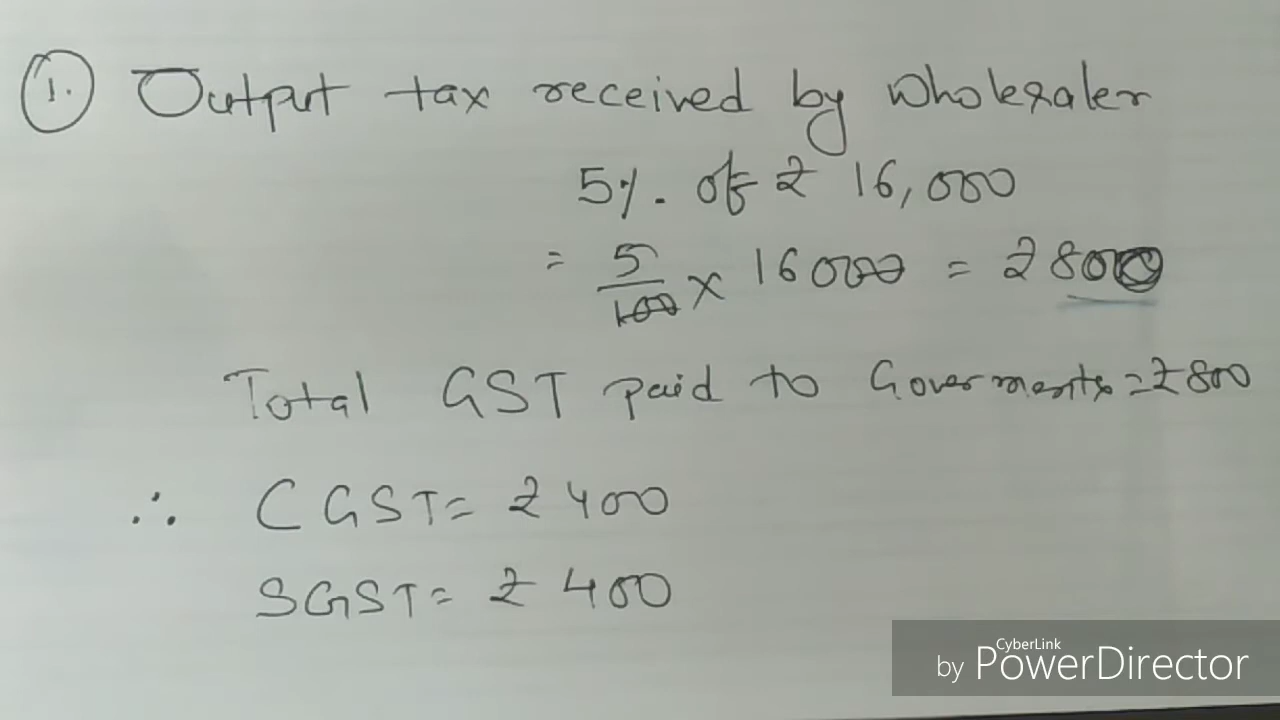 1. Output tax received by wholesaler
5%. of ₹ 16,000
= 5/100 x 16000 = ₹ 800
Total GST paid to Goverments = ₹ 800
∴ CGST = ₹ 400
SGST = ₹ 400
CyberLink
by PowerDirector